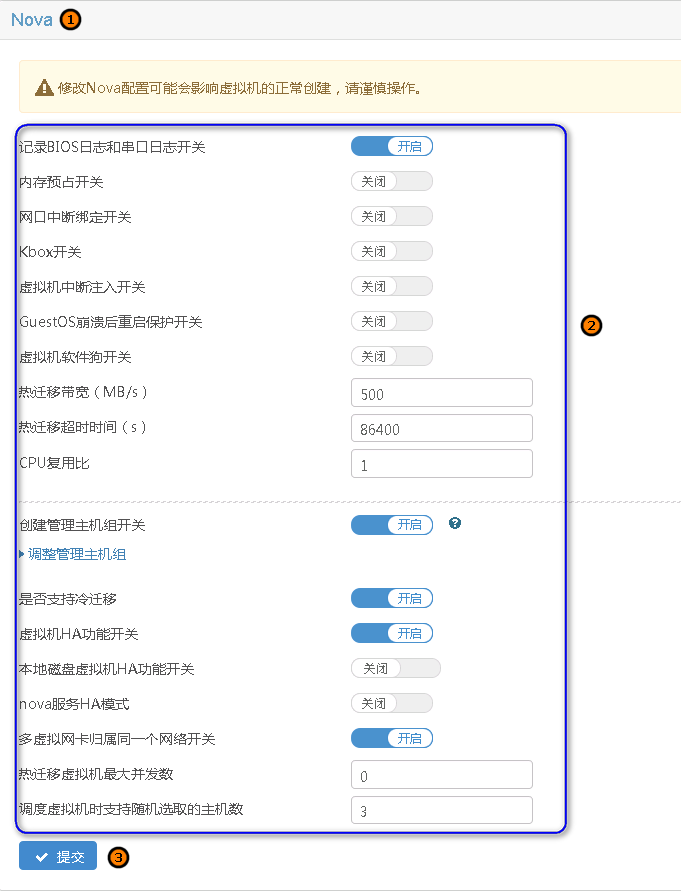 Nova 1
修改Nova配置可能会影响虚拟机的正常创建，请谨慎操作。
记录BIOS日志和串口日志开关 开启
内存预占开关 关闭
网口中断绑定开关 关闭
Kbox开关 关闭
虚拟机中断注入开关 关闭
GuestOS崩溃后重启保护开关 关闭 2
虚拟机软件狗开关 关闭
热迁移带宽（MB/s） 500
热迁移超时时间（s） 86400
CPU复用比 1
创建管理主机组开关 开启 ?
调整管理主机组
是否支持冷迁移 开启
虚拟机HA功能开关 开启
本地磁盘虚拟机HA功能开关 关闭
nova服务HA模式 关闭
多虚拟网卡归属同一个网络开关 开启
热迁移虚拟机最大并发数 0
调度虚拟机时支持随机选取的主机数 3
提交 3